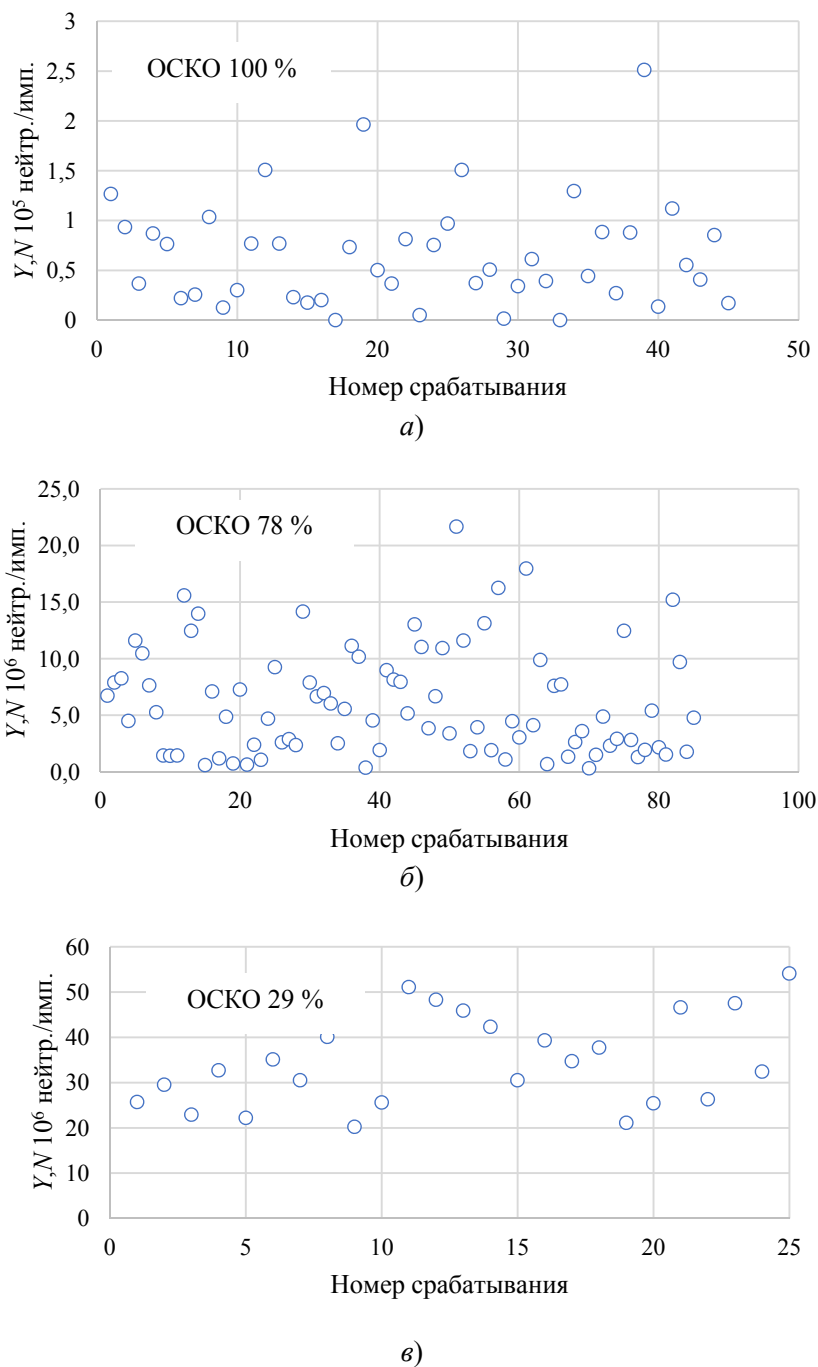 3
2,5
2
1,5
1
0,5
0
ОСКО 100 %
Y,N 10⁵ нейтр./имп.
0 10 20 30 40 50
Номер срабатывания
а)
25,0
20,0
15,0
10,0
5,0
0,0
ОСКО 78 %
Y,N 10⁶ нейтр./имп.
0 20 40 60 80 100
Номер срабатывания
б)
60
50
40
30
20
10
0
ОСКО 29 %
Y,N 10⁶ нейтр./имп.
0 5 10 15 20 25
Номер срабатывания
в)